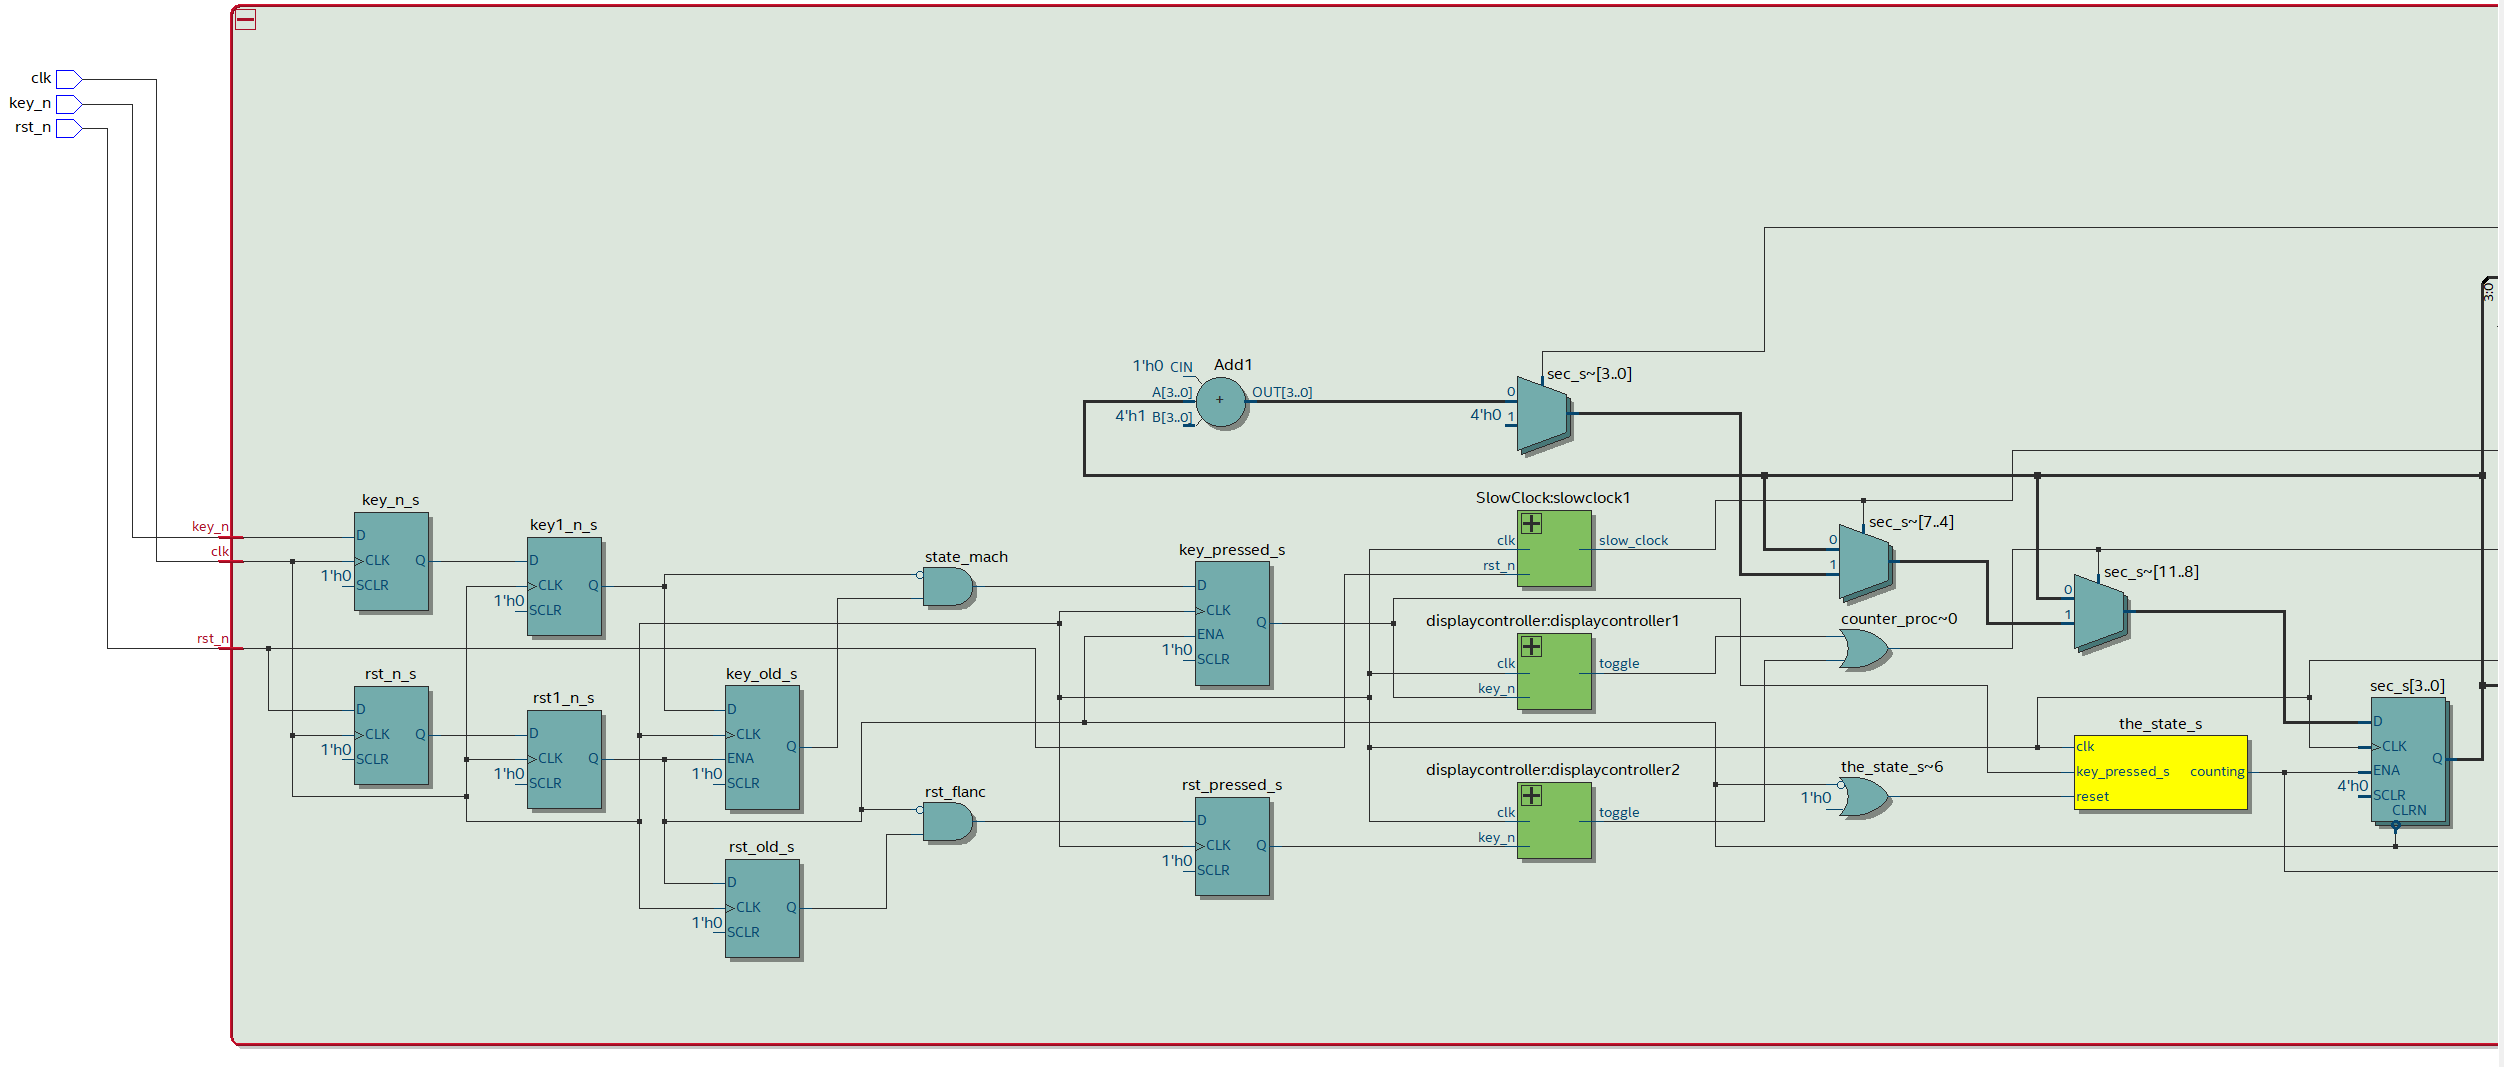 clk
key_n
rst_n
key_n
clk
rst_n
key_n_s
D
CLK
Q
1'h0
SCLR
rst_n_s
D
CLK
Q
1'h0
SCLR
key1_n_s
D
CLK
Q
1'h0
SCLR
rst1_n_s
D
CLK
Q
1'h0
SCLR
key_old_s
D
CLK
Q
ENA
1'h0
SCLR
rst_old_s
D
CLK
Q
1'h0
SCLR
state_mach
rst_flanc
1'h0 CIN
Add1
A[3..0]
+
OUT[3..0]
4'h1 B[3..0]
key_pressed_s
D
CLK
Q
ENA
1'h0
SCLR
rst_pressed_s
D
CLK
Q
1'h0
SCLR
sec_s~[3..0]
0
4'h0 1
SlowClock:slowclock1
clk
slow_clock
rst_n
displaycontroller:displaycontroller1
clk
toggle
key_n
displaycontroller:displaycontroller2
clk
toggle
key_n
sec_s~[7..4]
0
1
counter_proc~0
the_state_s~6
1'h0
sec_s~[11..8]
0
1
the_state_s
clk
key_pressed_s
counting
reset
sec_s[3..0]
D
CLK
Q
ENA
4'h0
SCLR
CLRN
3:0